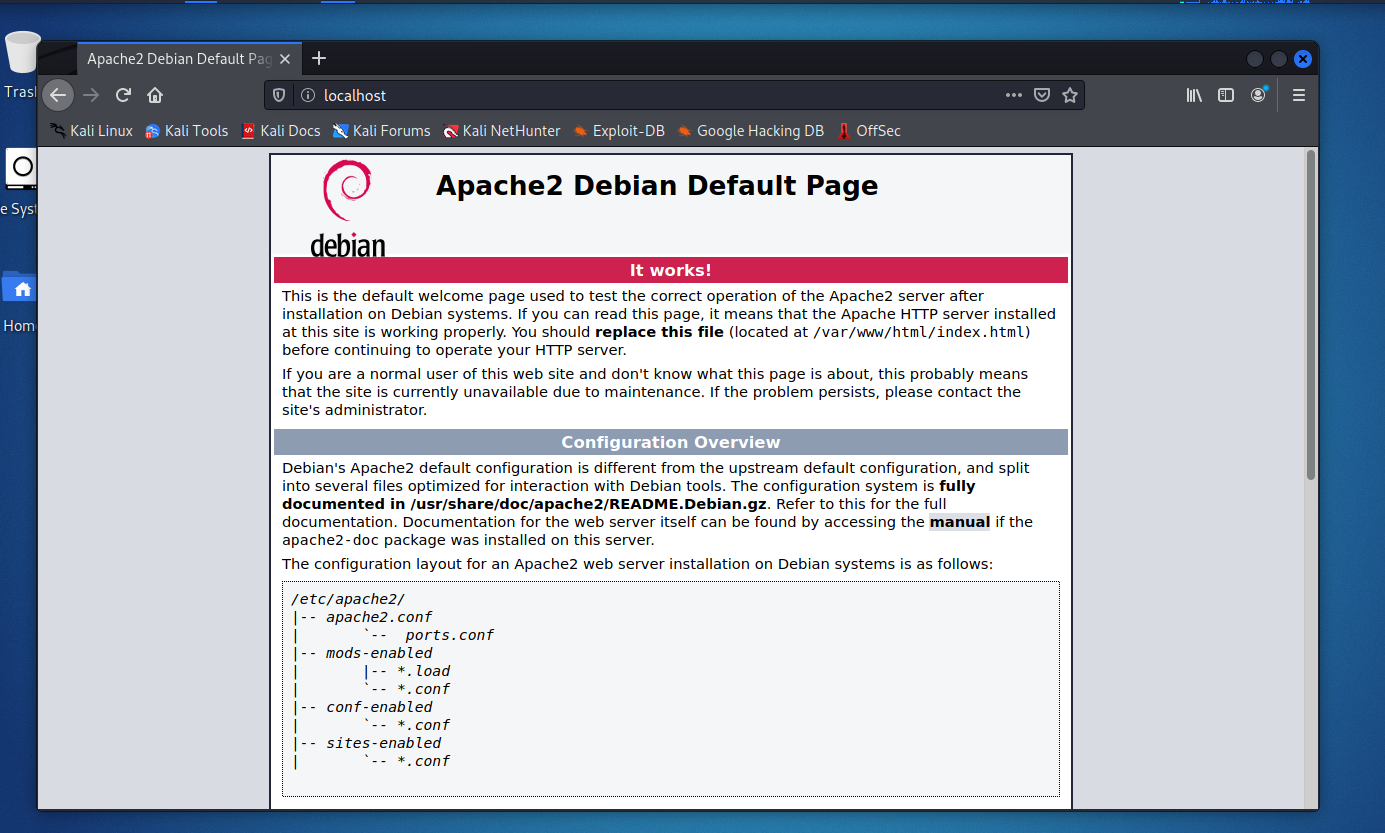 Apache2 Debian Default Pag
localhost
Kali Linux Kali Tools Kali Docs Kali Forums Kali NetHunter Exploit-DB Google Hacking DB OffSec
Tras
e Syst
Home
debian
Apache2 Debian Default Page
It works!
This is the default welcome page used to test the correct operation of the Apache2 server after
installation on Debian systems. If you can read this page, it means that the Apache HTTP server installed
at this site is working properly. You should replace this file (located at /var/www/html/index.html)
before continuing to operate your HTTP server.
If you are a normal user of this web site and don't know what this page is about, this probably means
that the site is currently unavailable due to maintenance. If the problem persists, please contact the
site's administrator.
Configuration Overview
Debian's Apache2 default configuration is different from the upstream default configuration, and split
into several files optimized for interaction with Debian tools. The configuration system is fully
documented in /usr/share/doc/apache2/README.Debian.gz. Refer to this for the full
documentation. Documentation for the web server itself can be found by accessing the manual if the
apache2-doc package was installed on this server.
The configuration layout for an Apache2 web server installation on Debian systems is as follows:
/etc/apache2/
|-- apache2.conf
|       `--  ports.conf
|-- mods-enabled
|       |-- *.load
|       `-- *.conf
|-- conf-enabled
|       `-- *.conf
|-- sites-enabled
|       `-- *.conf